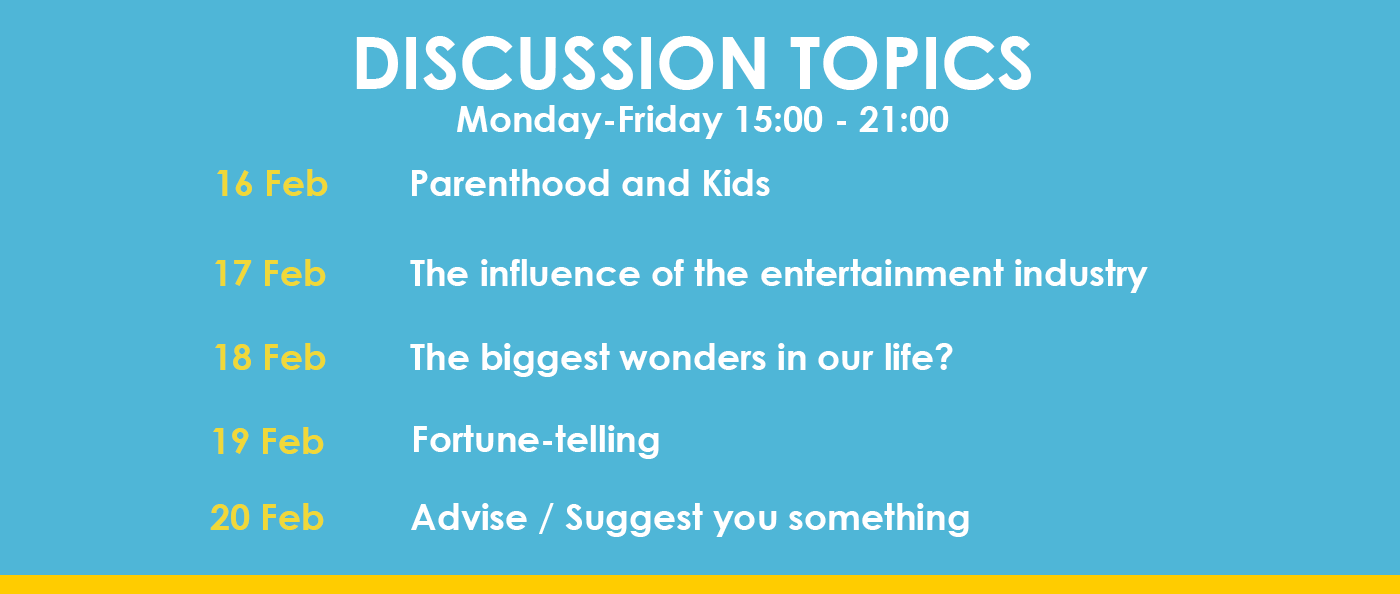 DISCUSSION TOPICS
Monday-Friday 15:00 - 21:00
16 Feb Parenthood and Kids
17 Feb The influence of the entertainment industry
18 Feb The biggest wonders in our life?
19 Feb Fortune-telling
20 Feb Advise / Suggest you something